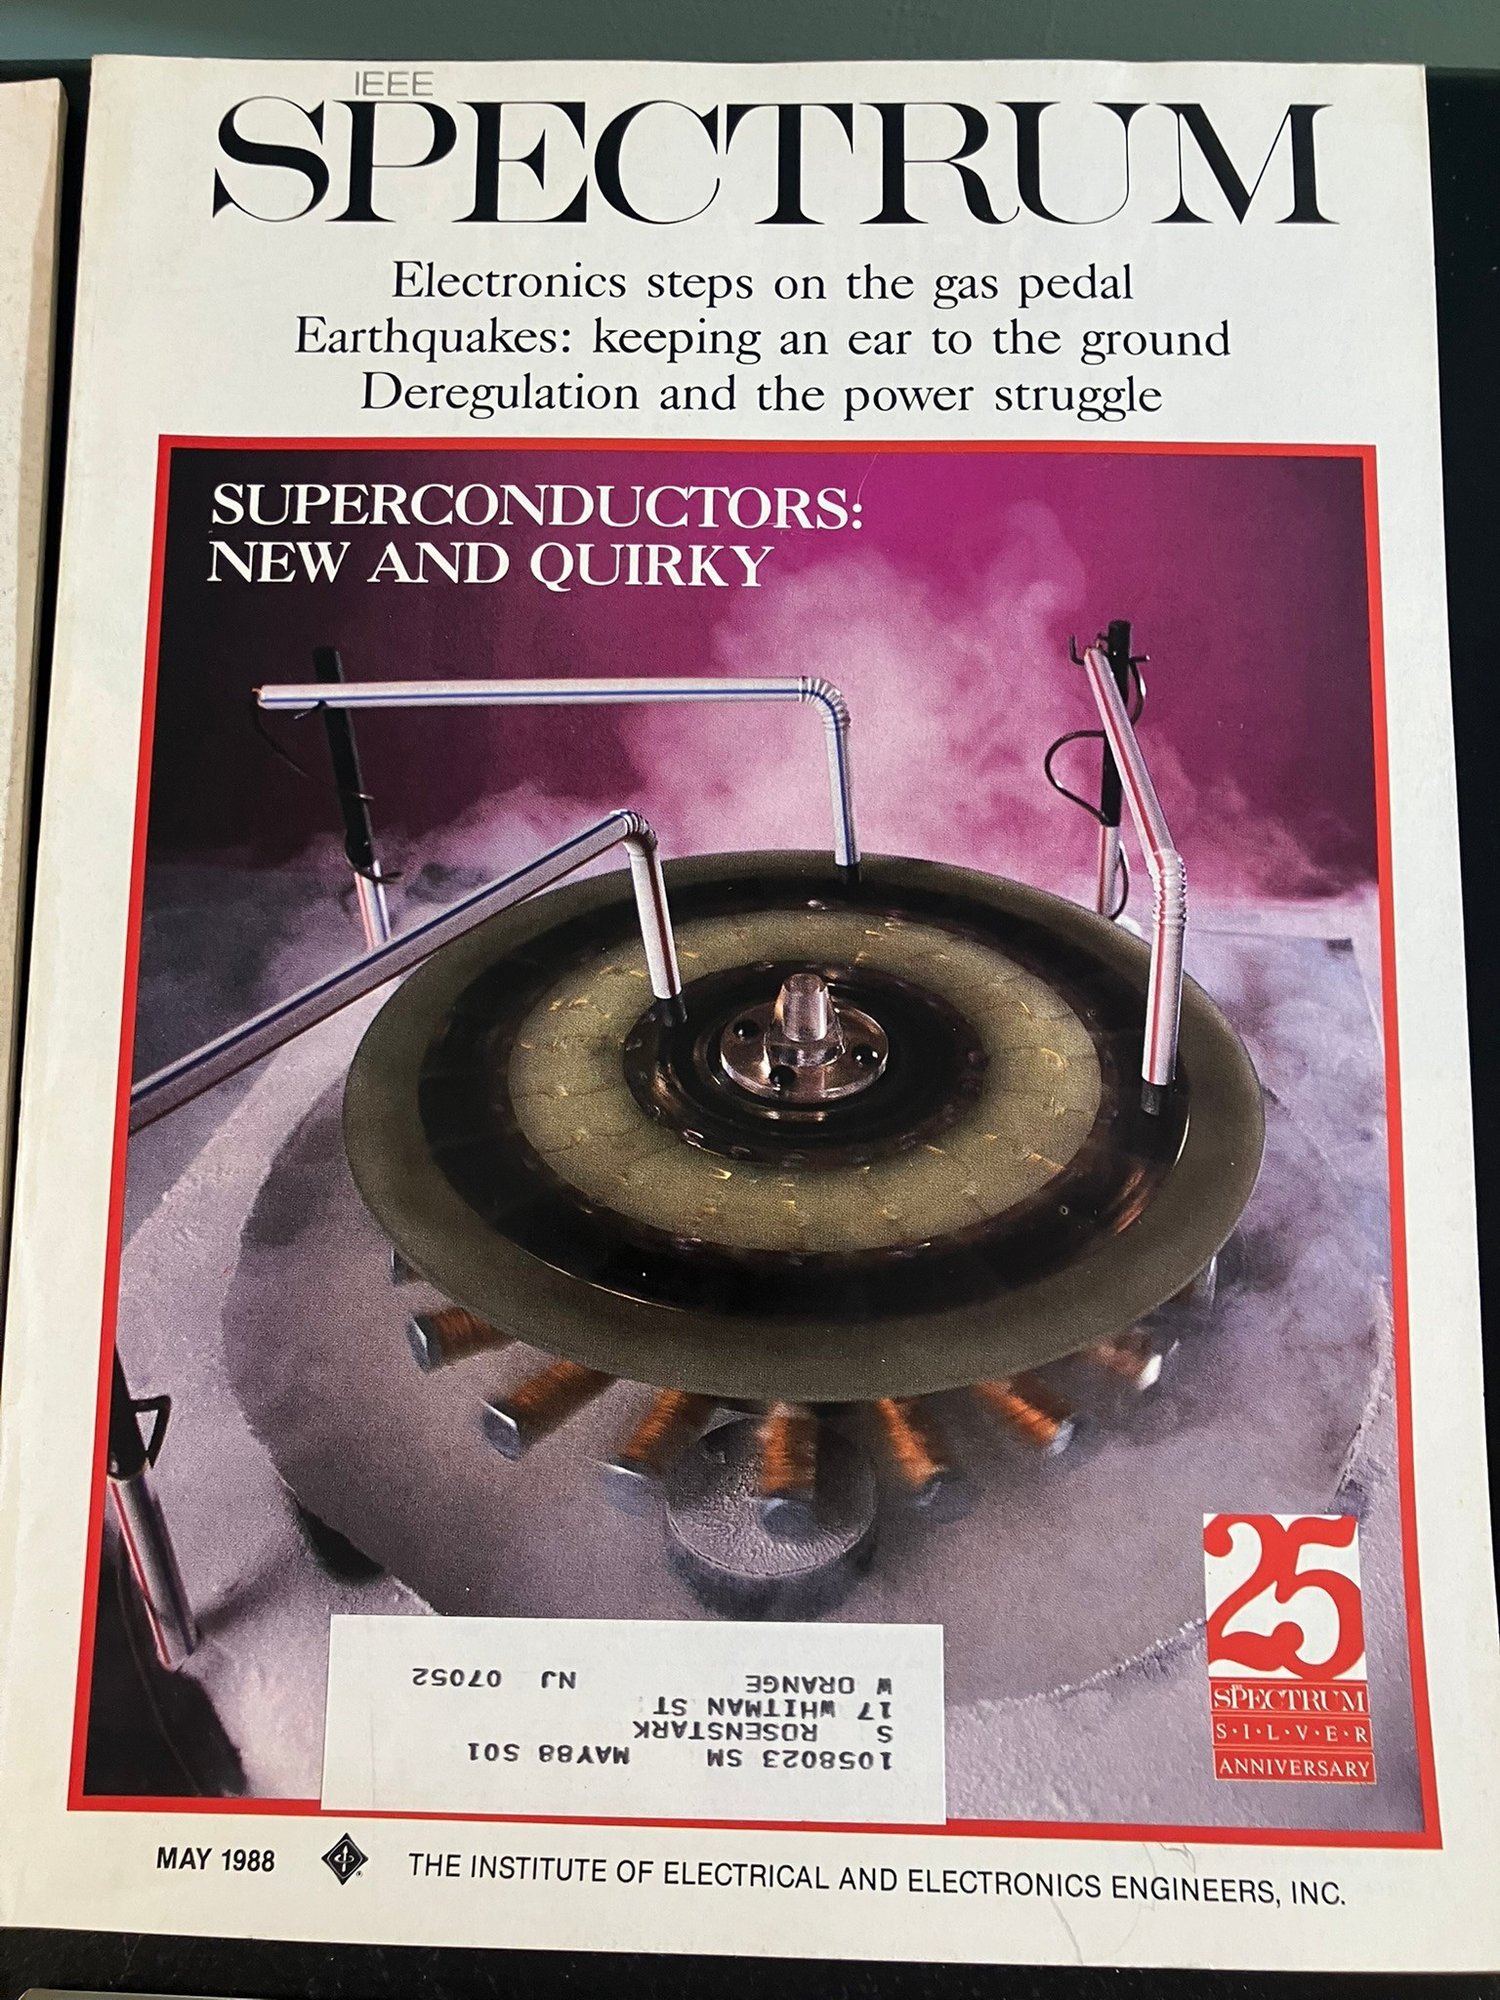 IEEE
SPECTRUM
Electronics steps on the gas pedal
Earthquakes: keeping an ear to the ground
Deregulation and the power struggle
SUPERCONDUCTORS:
NEW AND QUIRKY
25
IEEE
SPECTRUM
S·I·L·V·E·R
ANNIVERSARY
1058023 SM MAY88 S01
S ROSENSTARK
17 WHITMAN ST
W ORANGE NJ 07052
MAY 1988
THE INSTITUTE OF ELECTRICAL AND ELECTRONICS ENGINEERS, INC.